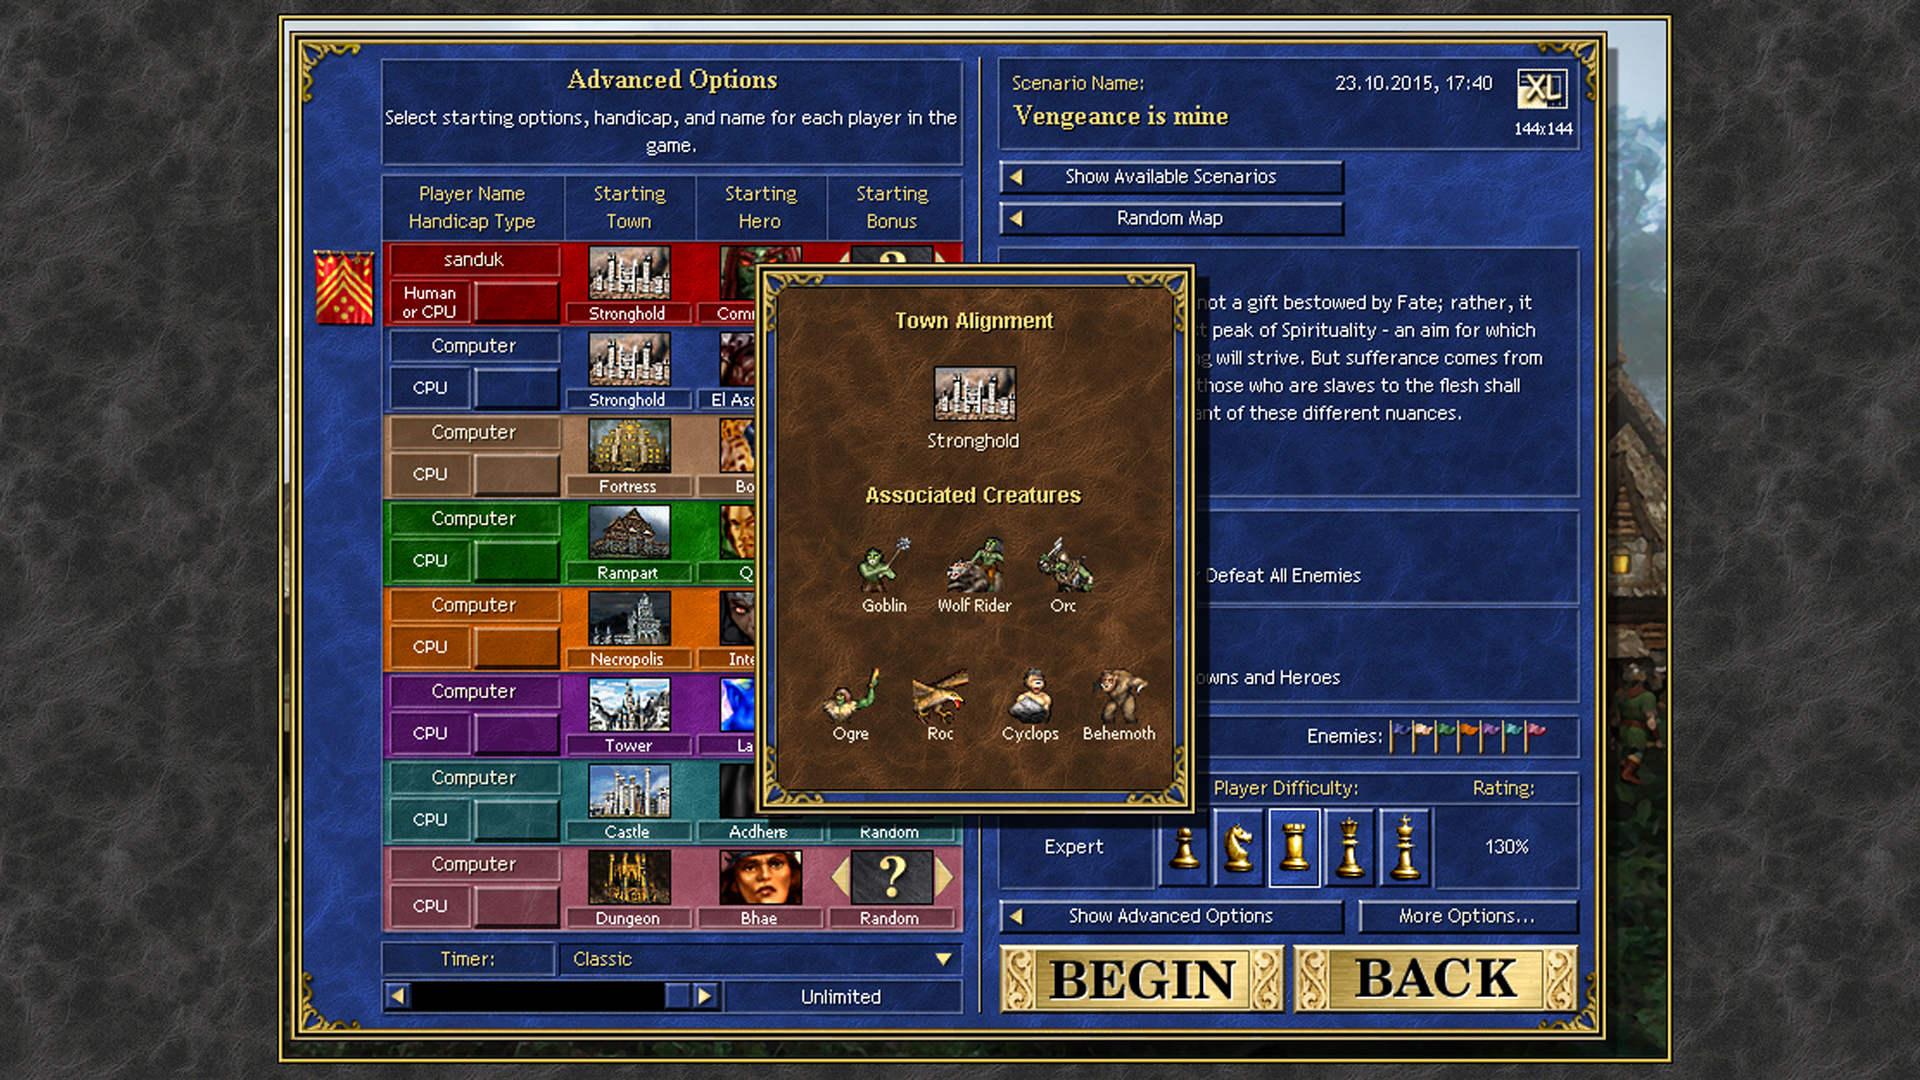 Advanced Options
Select starting options, handicap, and name for each player in the
game.
Player Name
Handicap Type
Starting
Town
Starting
Hero
Starting
Bonus
sanduk
Human
or CPU
Stronghold
Computer
CPU
Stronghold
El
Computer
CPU
Fortress
Computer
CPU
Rampart
Computer
CPU
Necropolis
Computer
CPU
Tower
Computer
CPU
Castle
Random
Computer
CPU
Dungeon
Bhae
?
Random
Timer:
Classic
Unlimited
Town Alignment
Stronghold
Associated Creatures
Goblin
Wolf Rider
Orc
Ogre
Roc
Cyclops
Behemoth
Scenario Name:
23.10.2015, 17:40
Vengeance is mine
XL
144x144
Show Available Scenarios
Random Map
not a gift bestowed by Fate; rather, it
peak of Spirituality - an aim for which
will strive. But sufferance comes from
those who are slaves to the flesh shall
of these different nuances.
Defeat All Enemies
and Heroes
Enemies:
Player Difficulty:
Rating:
Expert
130%
Show Advanced Options
More Options...
BEGIN
BACK